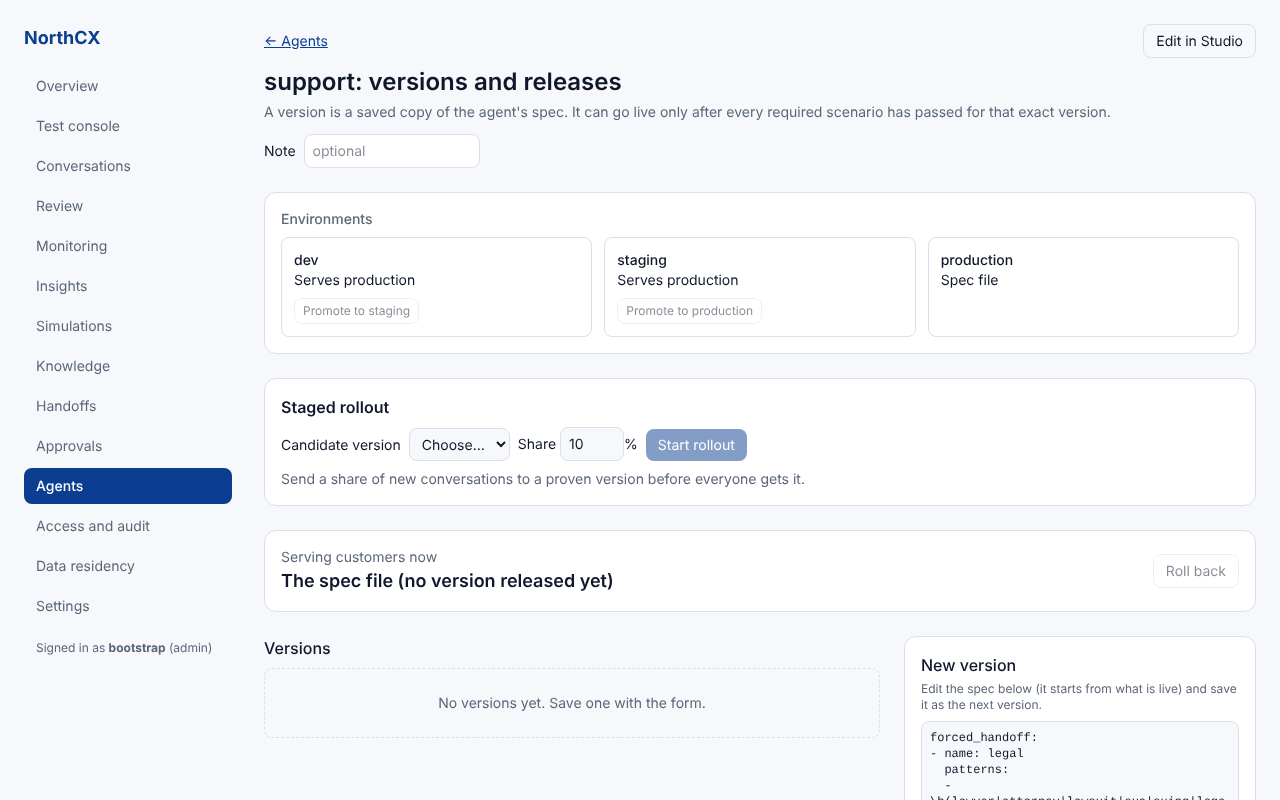 NorthCX
Overview
Test console
Conversations
Review
Monitoring
Insights
Simulations
Knowledge
Handoffs
Approvals
Agents
Access and audit
Data residency
Settings
Signed in as bootstrap (admin)
← Agents
Edit in Studio
support: versions and releases
A version is a saved copy of the agent's spec. It can go live only after every required scenario has passed for that exact version.
Note optional
Environments
dev
Serves production
Promote to staging
staging
Serves production
Promote to production
production
Spec file
Staged rollout
Candidate version Choose... Share 10 % Start rollout
Send a share of new conversations to a proven version before everyone gets it.
Serving customers now
The spec file (no version released yet)
Roll back
Versions
No versions yet. Save one with the form.
New version
Edit the spec below (it starts from what is live) and save
it as the next version.
forced_handoff:
- name: legal
  patterns:
  -